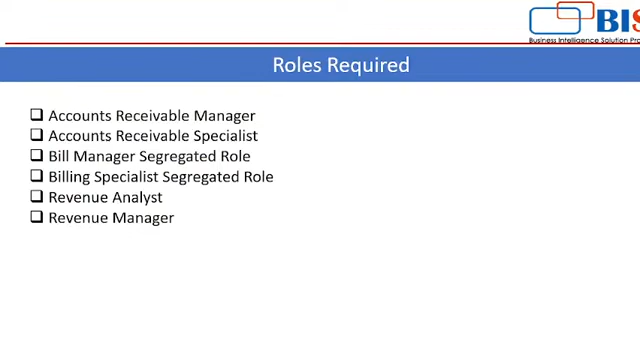 BIS
Business Intelligence Solution Pro
Roles Required
Accounts Receivable Manager
Accounts Receivable Specialist
Bill Manager Segregated Role
Billing Specialist Segregated Role
Revenue Analyst
Revenue Manager